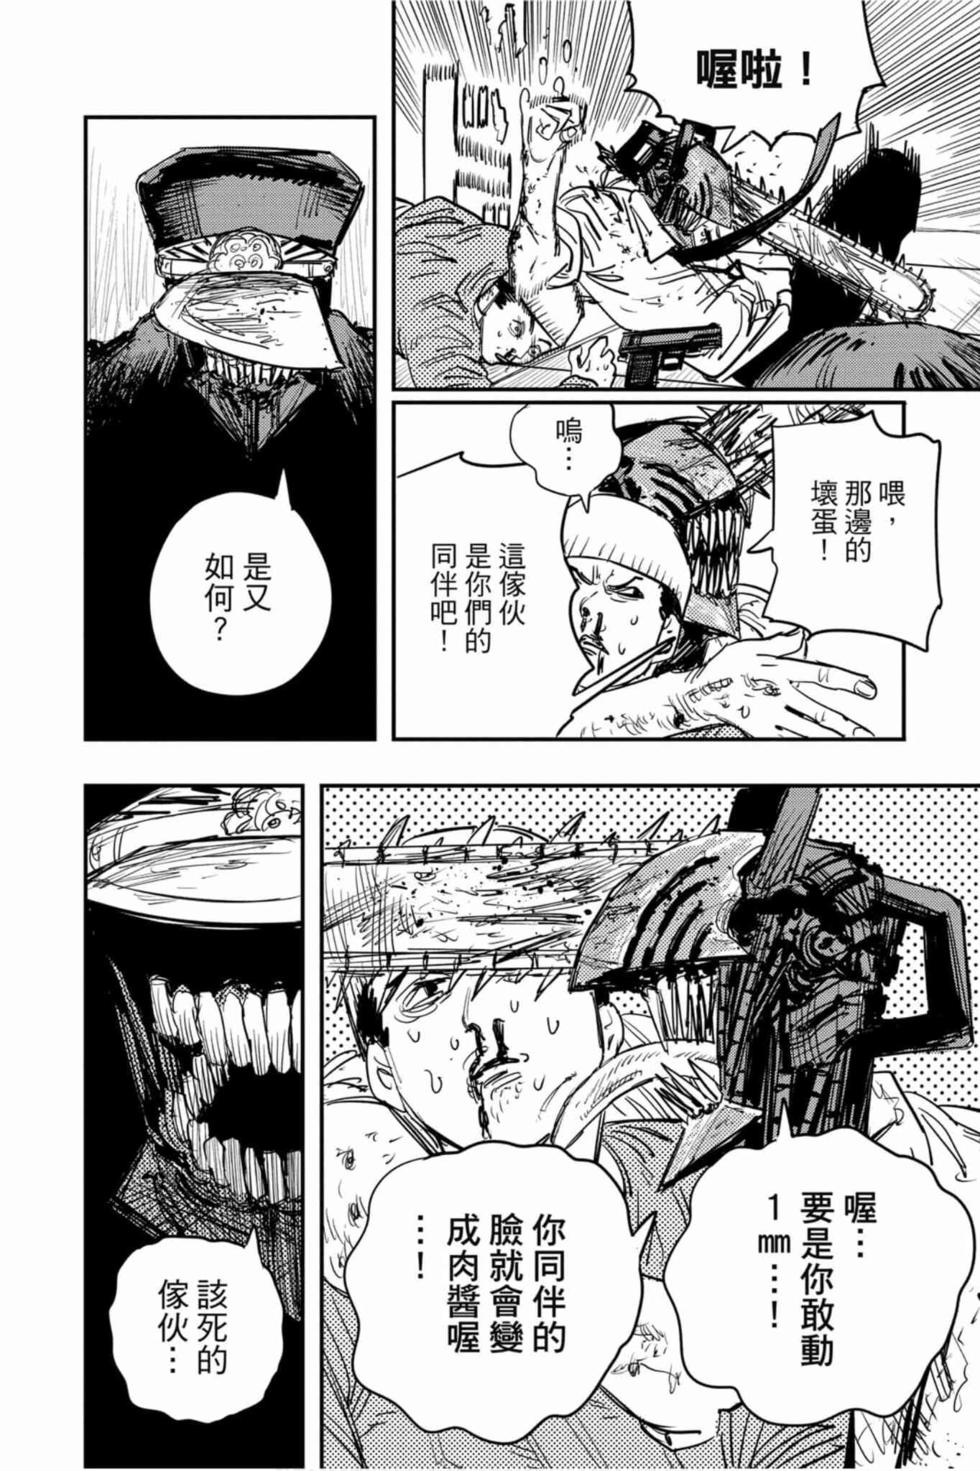 喔啦！
喂，
那邊的
壞蛋！
嗚…
這傢伙
是你們的
同伴吧！
是又
如何？
喔…
要是你敢動
1㎜…！
你同伴的
臉就會變
成肉醬喔
…！
該死的
傢伙…